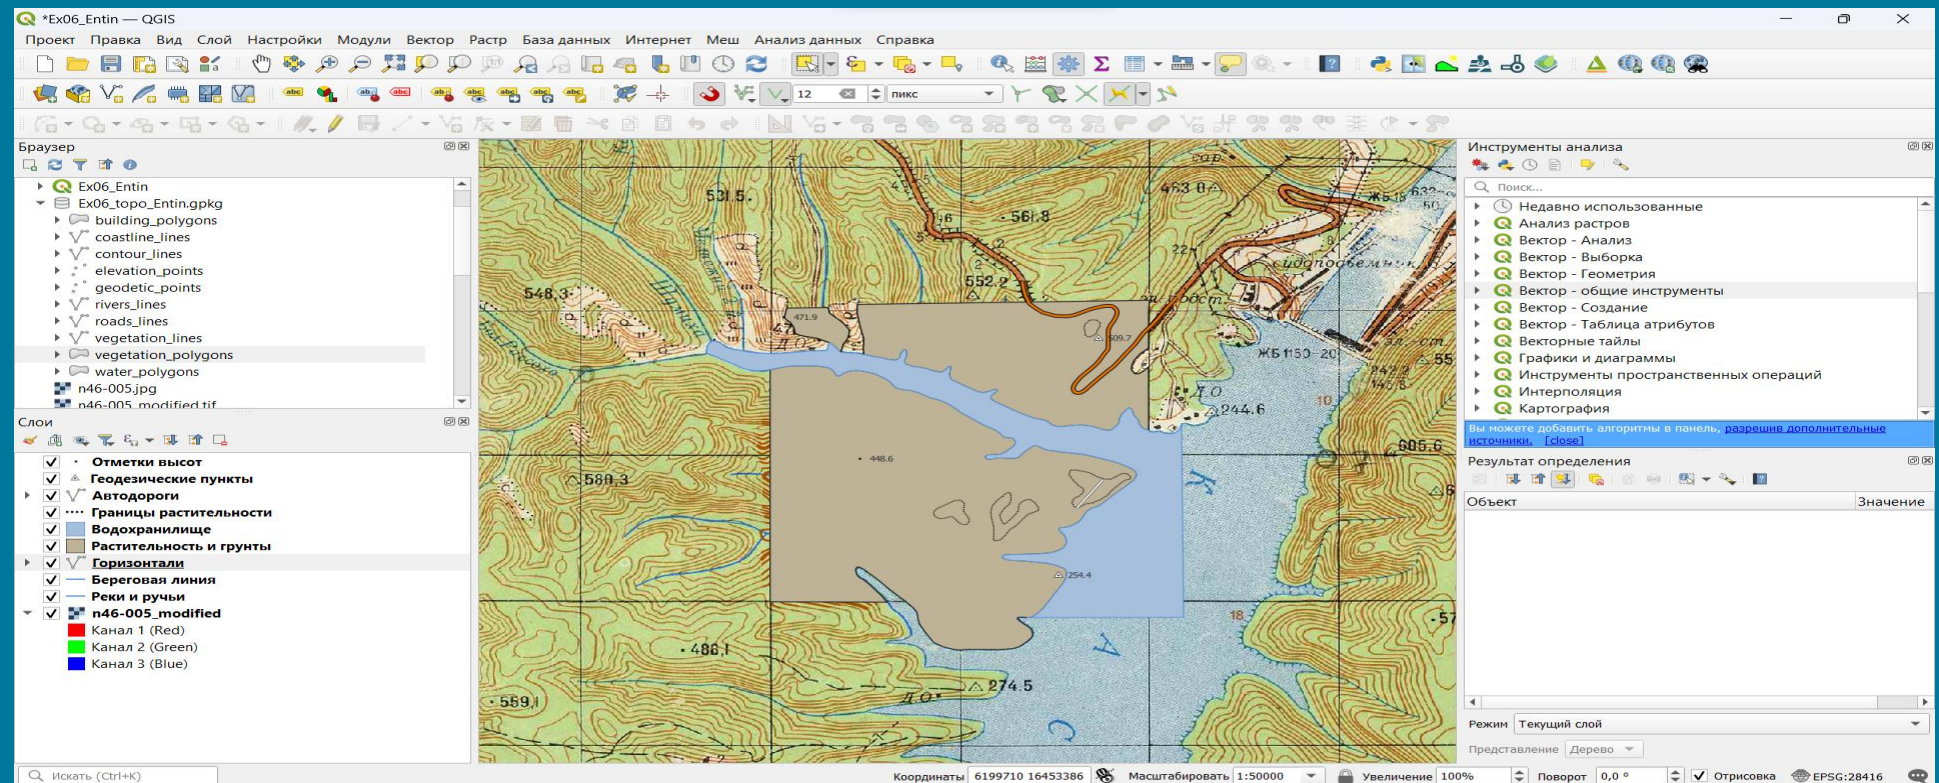 *Ex06_Entin — QGIS
Проект Правка Вид Слой Настройки Модули Вектор Растр База данных Интернет Меш Анализ данных Справка
12 пикс
Браузер
Ex06_Entin
Ex06_topo_Entin.gpkg
building_polygons
coastline_lines
contour_lines
elevation_points
geodetic_points
rivers_lines
roads_lines
vegetation_lines
vegetation_polygons
water_polygons
n46-005.jpg
n46-005_modified.tif
Слои
Отметки высот
Геодезические пункты
Автодороги
Границы растительности
Водохранилище
Растительность и грунты
Горизонтали
Береговая линия
Реки и ручьи
n46-005_modified
Канал 1 (Red)
Канал 2 (Green)
Канал 3 (Blue)
531,5
561,8
463
552.2
548,3
471.9
509.7
ЖБ 1150-20
244.6
10
605,6
448.6
580,3
254.4
18
57
486,1
274.5
559,1
К
А
С
Инструменты анализа
Поиск...
Недавно использованные
Анализ растров
Вектор - Анализ
Вектор - Выборка
Вектор - Геометрия
Вектор - общие инструменты
Вектор - Создание
Вектор - Таблица атрибутов
Векторные тайлы
Графики и диаграммы
Инструменты пространственных операций
Интерполяция
Картография
Вы можете добавить алгоритмы в панель, разрешив дополнительные
источники. [close]
Результат определения
Объект Значение
Режим Текущий слой
Представление Дерево
Искать (Ctrl+K) Координаты 6199710 16453386 Масштабировать 1:50000 Увеличение 100% Поворот 0,0 ° Отрисовка EPSG:28416